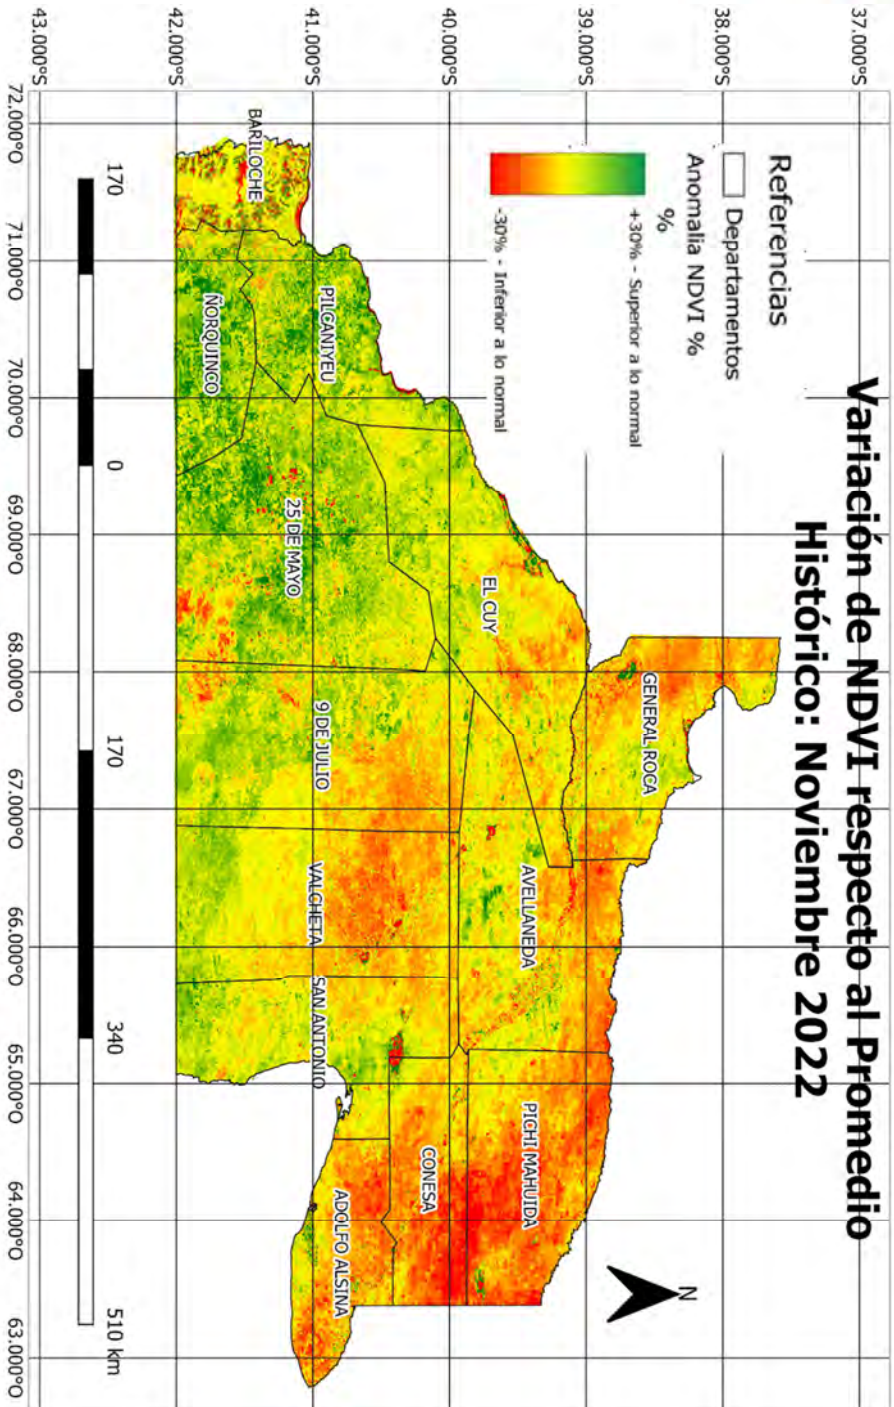 Variación de NDVI respecto al Promedio
Histórico: Noviembre 2022
Referencias
Departamentos
Anomalia NDVI %
%
+30% - Superior a lo normal
-30% - Inferior a lo normal
N
37.000°S
38.000°S
39.000°S
40.000°S
41.000°S
42.000°S
43.000°S
GENERAL ROCA
EL CUY
AVELLANEDA
PICHI MAHUIDA
PILCANIYEU
CONESA
BARILOCHE
ÑORQUINCO
25 DE MAYO
9 DE JULIO
VALCHETA
SAN ANTONIO
ADOLFO ALSINA
170 0 170 340 510 km
72.000°O 71.000°O 70.000°O 69.000°O 68.000°O 67.000°O 66.000°O 65.000°O 64.000°O 63.000°O